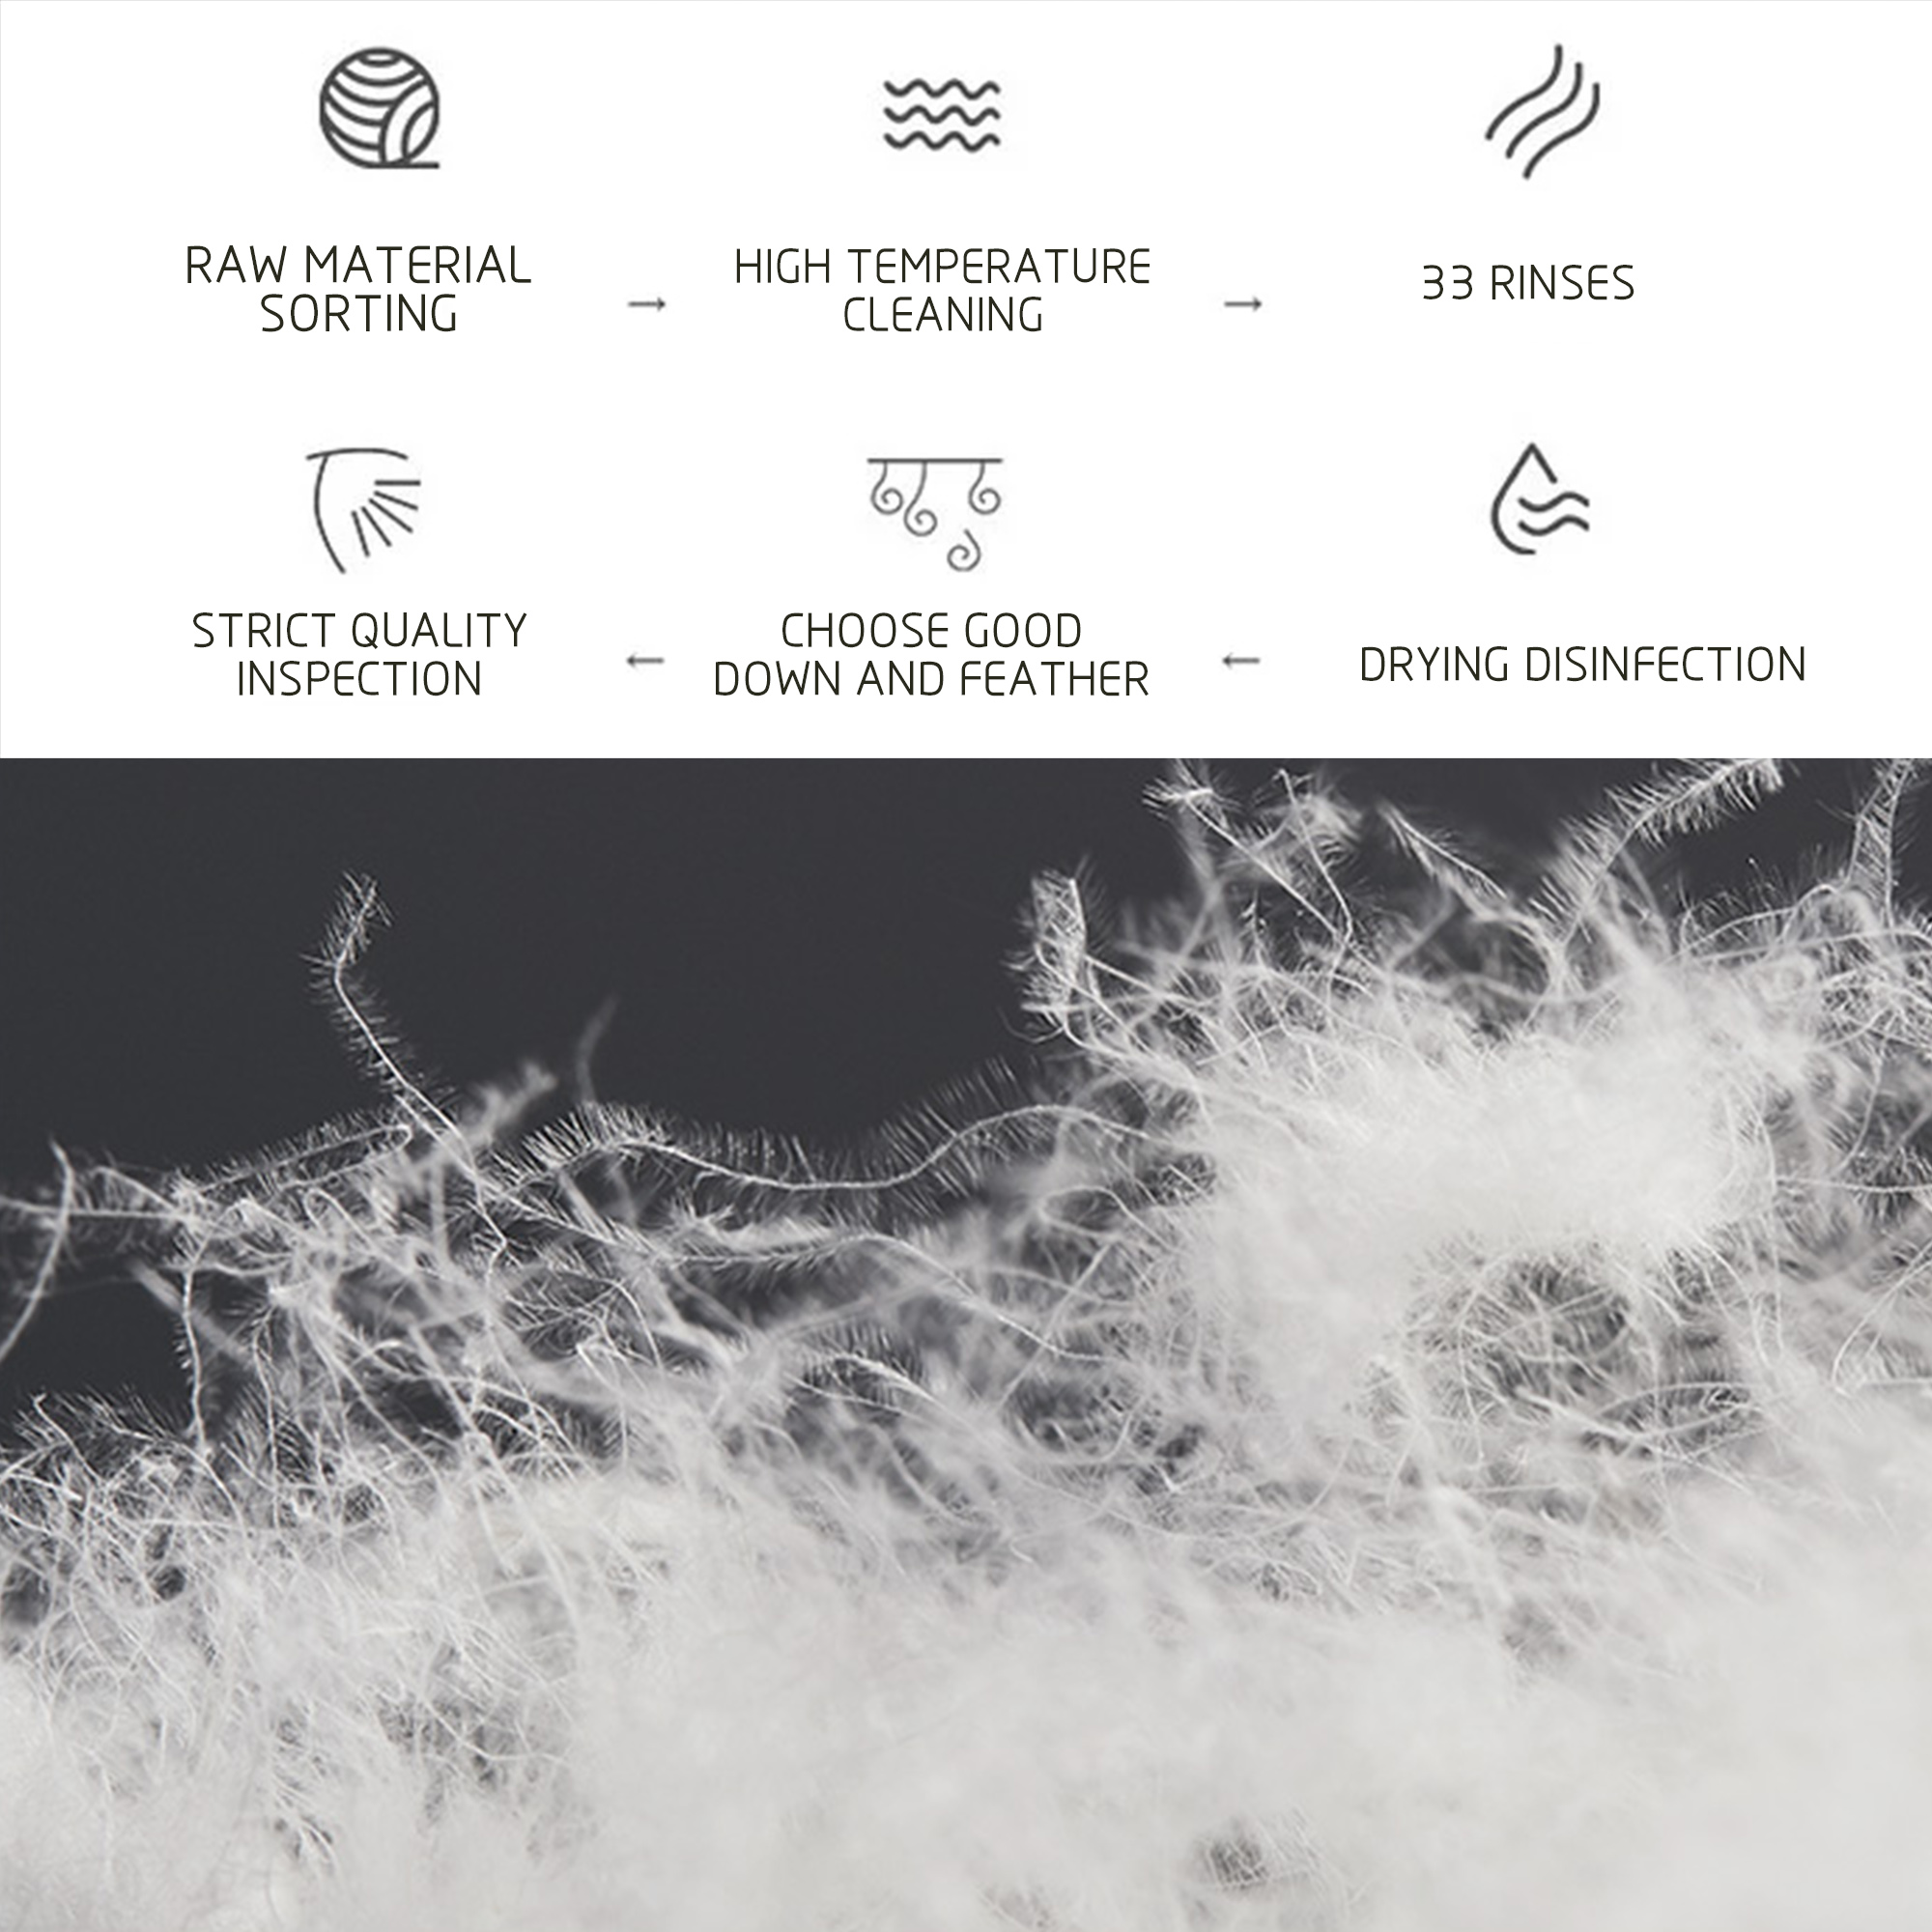 RAW MATERIAL
SORTING
→
HIGH TEMPERATURE
CLEANING
→
33 RINSES
STRICT QUALITY
INSPECTION
←
CHOOSE GOOD
DOWN AND FEATHER
←
DRYING DISINFECTION